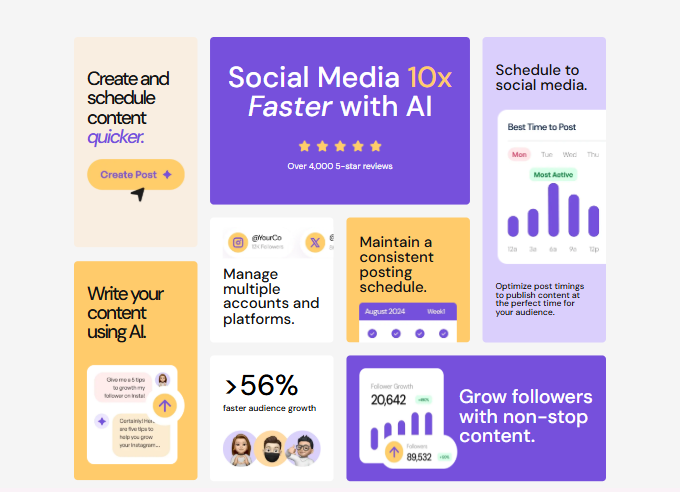 Create and
schedule
content
quicker.
Create Post
Social Media 10x
Faster with AI
Over 4,000 5-star reviews
Schedule to
social media.
Best Time to Post
Mon Tue Wed Thu
Most Active
12a 3a 6a 9a 12p
Optimize post timings
to publish content at
the perfect time for
your audience.
@YourCo
12K Followers
Manage
multiple
accounts and
platforms.
Maintain a
consistent
posting
schedule.
August 2024 Week1
Write your
content
using AI.
Give me a 5 tips
to growth my
follower on Insta!
Certainly!
are five tips to
help you grow
your Instagram...
>56%
faster audience growth
Follower Growth
20,642
Followers
89,532
Grow followers
with non-stop
content.